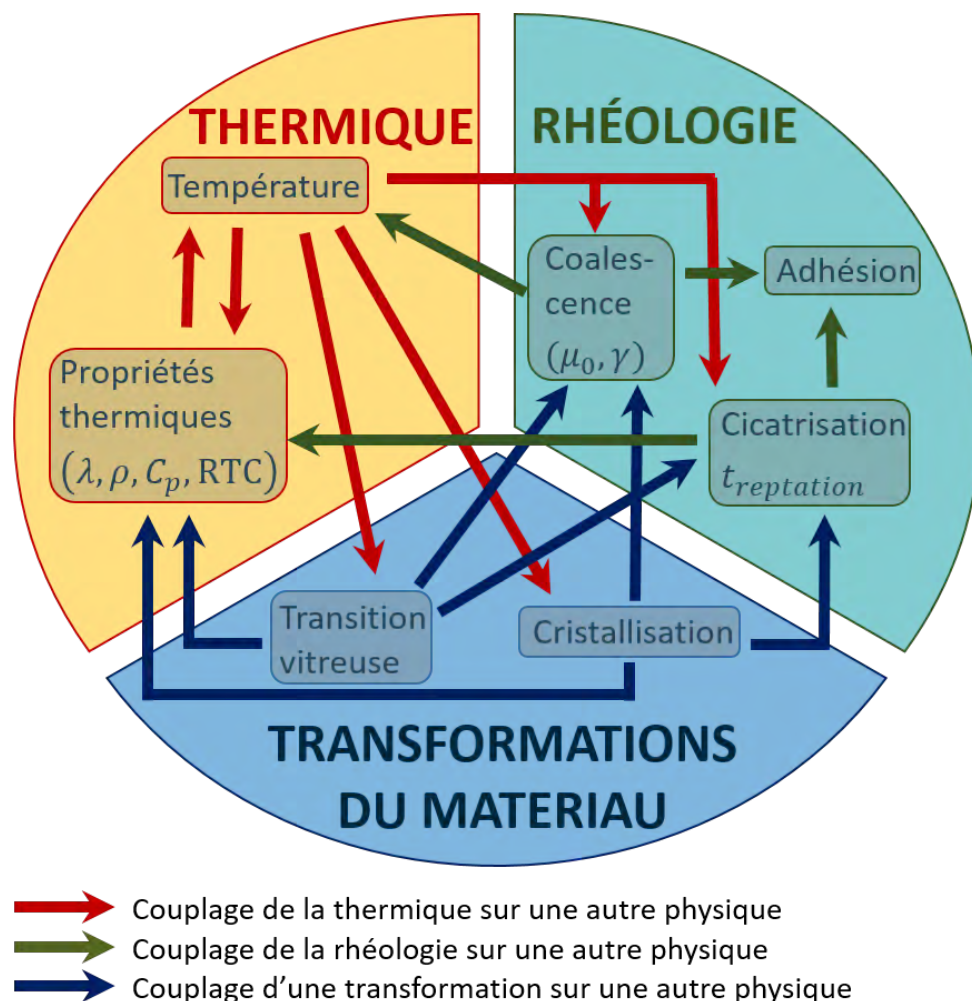 THERMIQUE
Température
Propriétés
thermiques
(λ, ρ, C_p, RTC)
RHÉOLOGIE
Coales-
cence
(μ₀, γ)
Adhésion
Cicatrisation
t_reptation
Transition
vitreuse
Cristallisation
TRANSFORMATIONS
DU MATERIAU
Couplage de la thermique sur une autre physique
Couplage de la rhéologie sur une autre physique
Couplage d'une transformation sur une autre physique